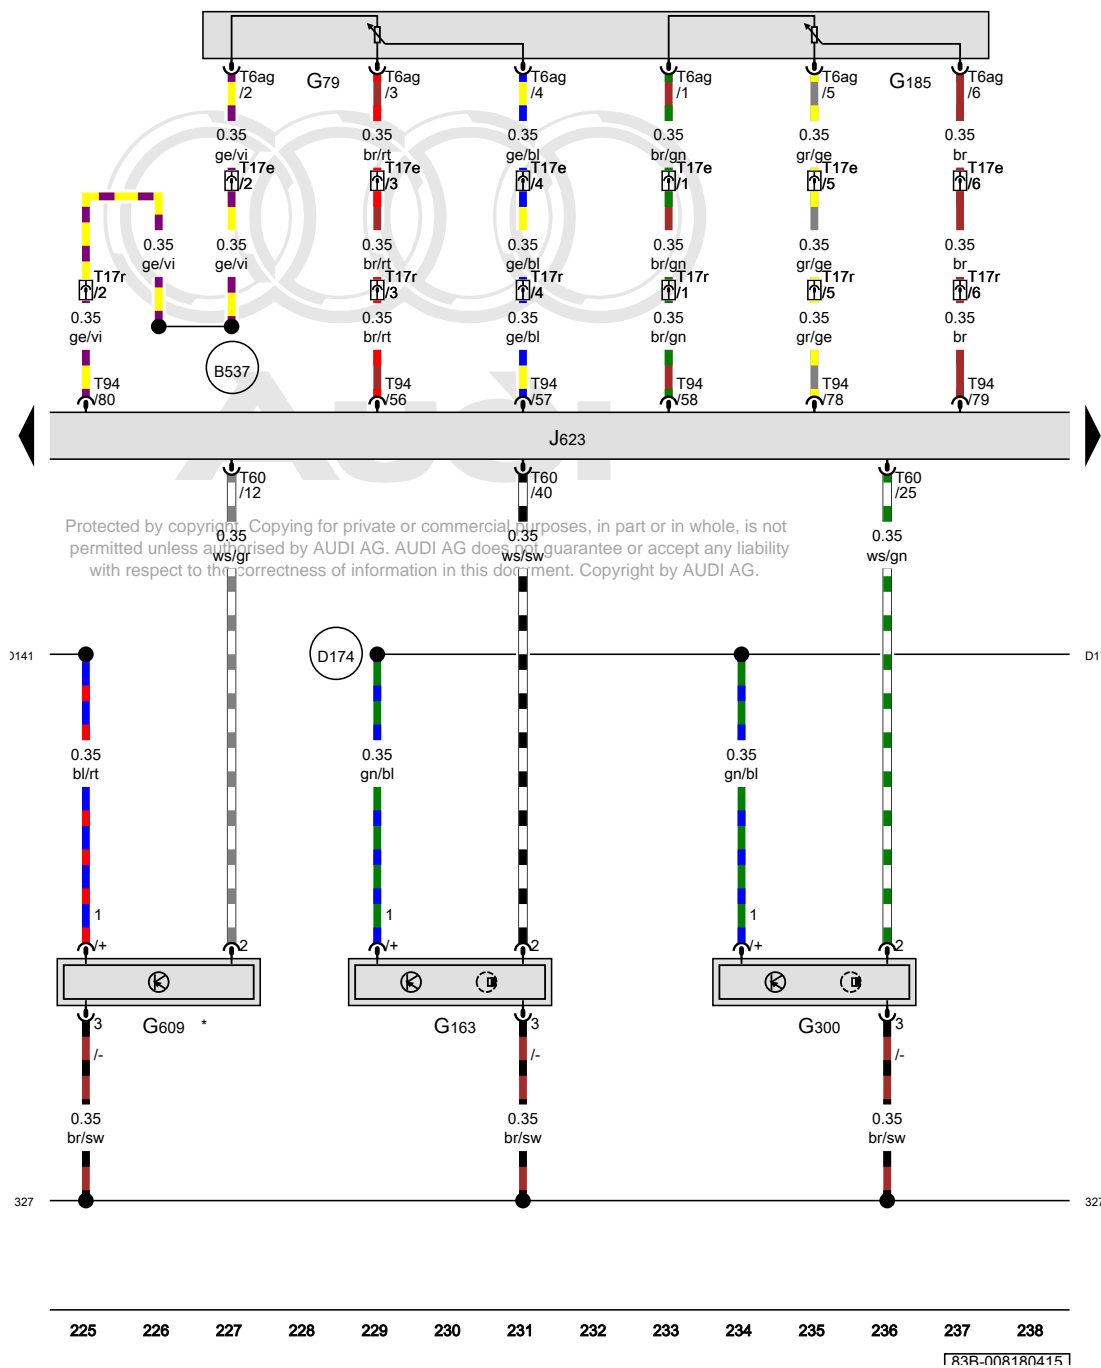 G79
G185
T6ag
/2
T6ag
/3
T6ag
/4
T6ag
/1
T6ag
/5
T6ag
/6
0.35
ge/vi
0.35
br/rt
0.35
ge/bl
0.35
br/gn
0.35
gr/ge
0.35
br
T17e
/2
T17e
/3
T17e
/4
T17e
/1
T17e
/5
T17e
/6
0.35
ge/vi
0.35
ge/vi
0.35
br/rt
0.35
ge/bl
0.35
br/gn
0.35
gr/ge
0.35
br
T17r
/2
T17r
/3
T17r
/4
T17r
/1
T17r
/5
T17r
/6
0.35
ge/vi
0.35
br/rt
0.35
ge/bl
0.35
br/gn
0.35
gr/ge
0.35
br
B537
T94
/80
T94
/56
T94
/57
T94
/58
T94
/78
T94
/79
Audi
J623
T60
/12
T60
/40
T60
/25
Protected by copyright. Copying for private or commercial purposes, in part or in whole, is not
permitted unless authorised by AUDI AG. AUDI AG does not guarantee or accept any liability
with respect to the correctness of information in this document. Copyright by AUDI AG.
0.35
ws/gr
0.35
ws/sw
0.35
ws/gn
D174
0.35
bl/rt
0.35
gn/bl
0.35
gn/bl
1
/+
2
1
/+
2
1
/+
2
G609 *
G163
G300
3
/-
3
/-
3
/-
0.35
br/sw
0.35
br/sw
0.35
br/sw
327
327
225 226 227 228 229 230 231 232 233 234 235 236 237 238
83B-008180415